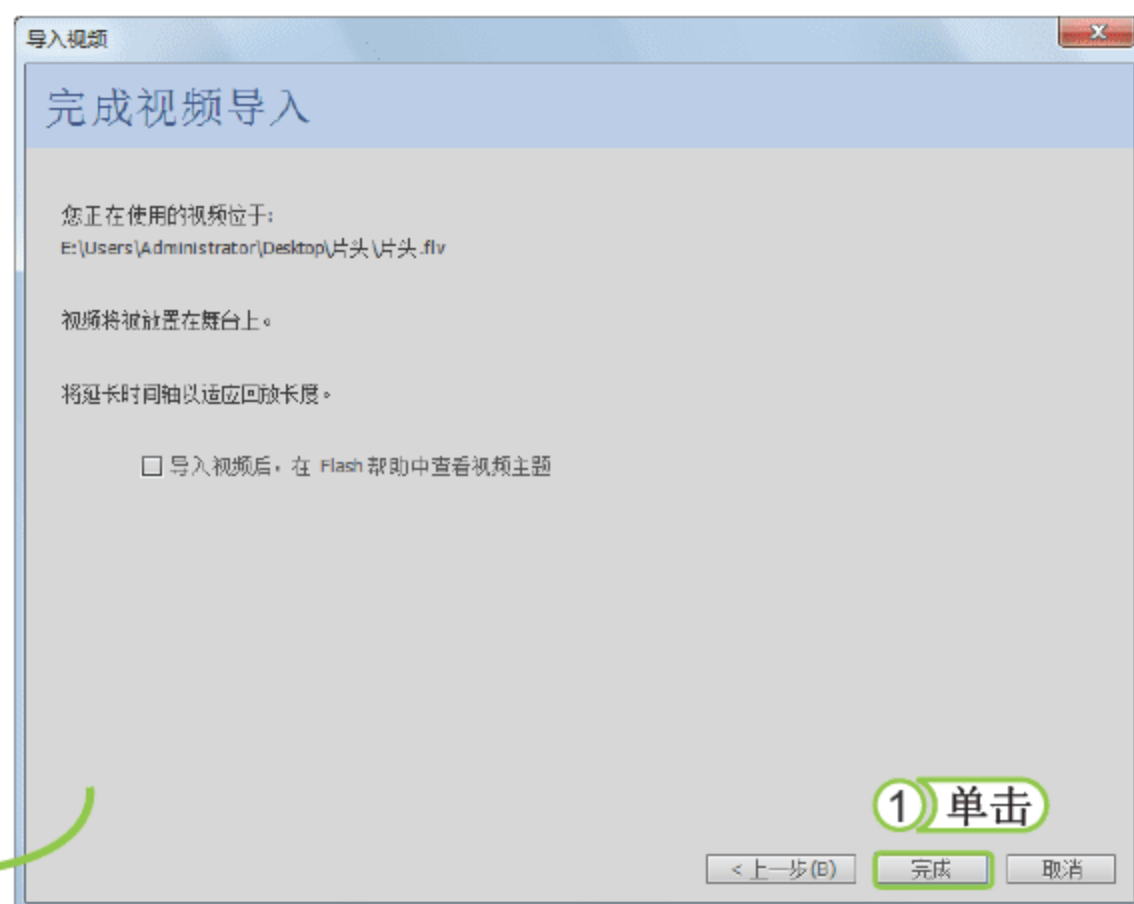 导入视频
X
完成视频导入
您正在使用的视频位于:
E:\Users\Administrator\Desktop\片头\片头.flv
视频将被放置在舞台上。
将延长时间轴以适应回放长度。
导入视频后，在 Flash 帮助中查看视频主题
1 单击
< 上一步(B) 完成 取消